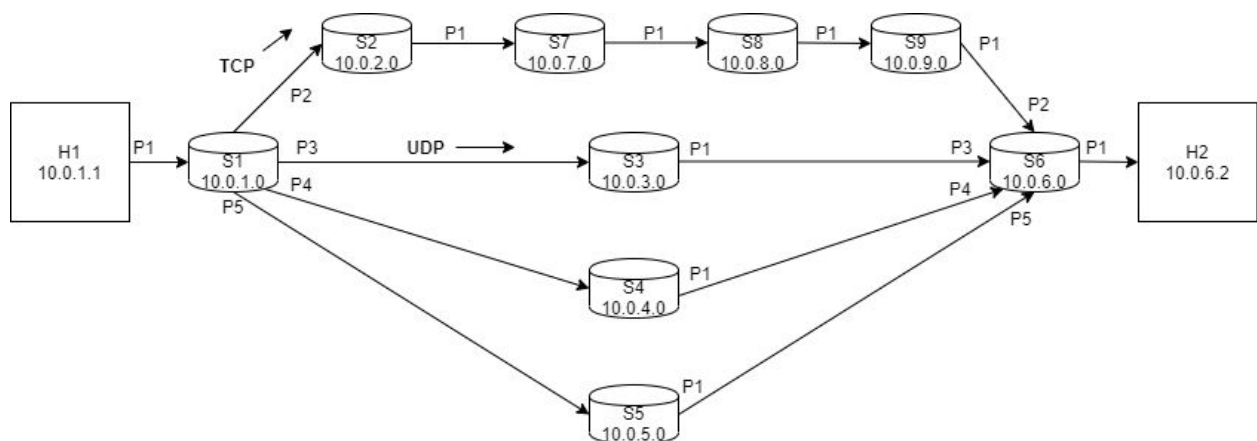 S2
10.0.2.0
P1
S7
10.0.7.0
P1
S8
10.0.8.0
P1
S9
10.0.9.0
P1
TCP
P2
P2
H1
10.0.1.1
P1
S1
10.0.1.0
P3
UDP
S3
10.0.3.0
P1
P3
S6
10.0.6.0
P1
H2
10.0.6.2
P4
P4
P5
P5
S4
10.0.4.0
P1
S5
10.0.5.0
P1